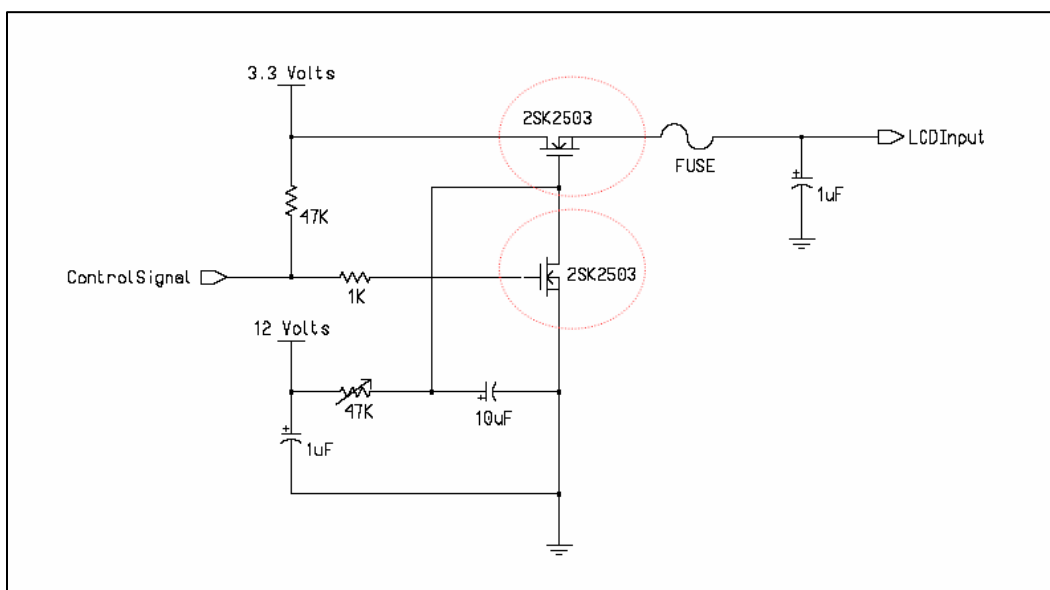 3.3 Volts
2SK2503
LCDInput
FUSE
1uF
47K
ControlSignal
2SK2503
1K
12 Volts
47K
10uF
1uF